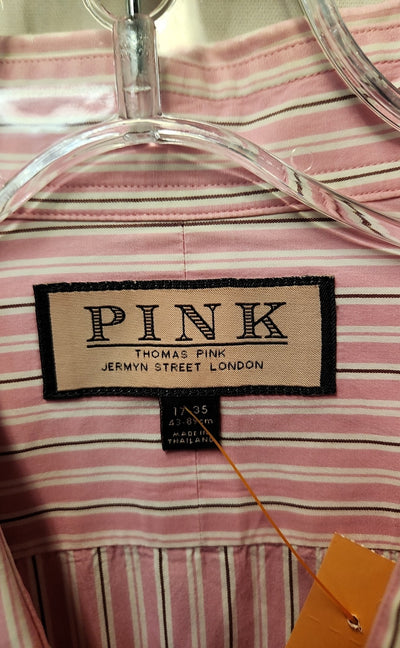 PINK
THOMAS PINK
JERMYN STREET LONDON
17-35
43-89cm
MADE IN
THAILAND